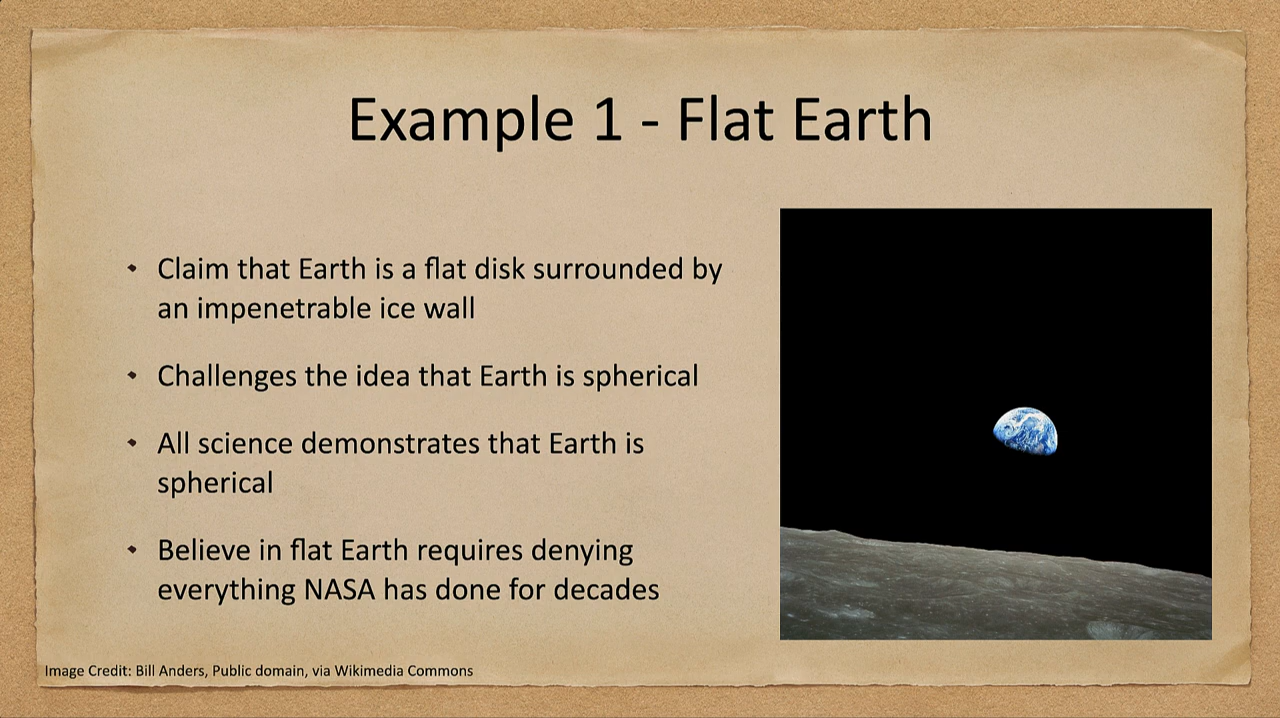 Example 1 - Flat Earth
Claim that Earth is a flat disk surrounded by
an impenetrable ice wall
Challenges the idea that Earth is spherical
All science demonstrates that Earth is
spherical
Believe in flat Earth requires denying
everything NASA has done for decades
Image Credit: Bill Anders, Public domain, via Wikimedia Commons